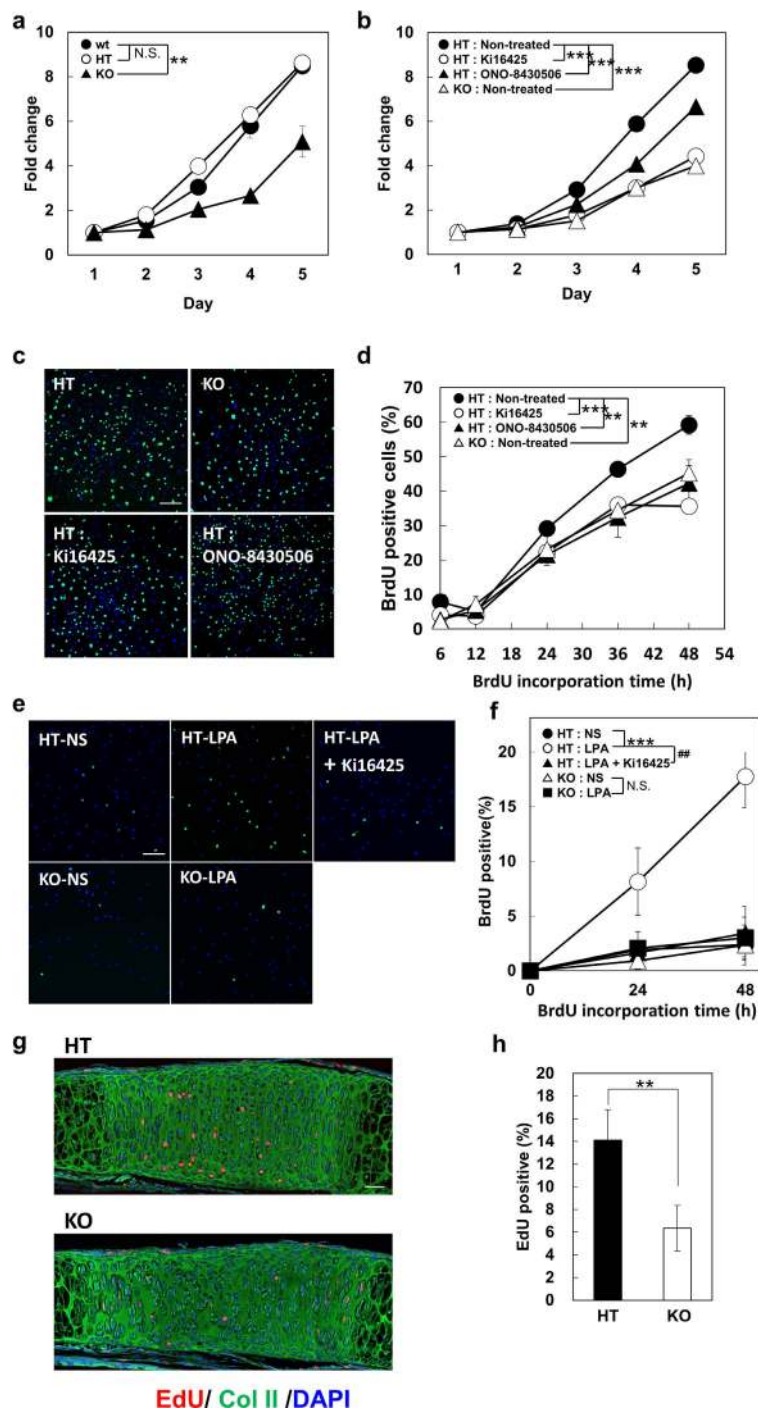 a
10
8
6
4
2
0
Fold change
wt
HT
KO
N.S.
**
1 2 3 4 5
Day
b
10
8
6
4
2
0
Fold change
HT : Non-treated
HT : Ki16425
HT : ONO-8430506
KO : Non-treated
***
***
***
1 2 3 4 5
Day
c
HT
KO
HT :
Ki16425
HT :
ONO-8430506
d
70
60
50
40
30
20
10
0
BrdU positive cells (%)
HT : Non-treated
HT : Ki16425
HT : ONO-8430506
KO : Non-treated
***
**
**
6 12 18 24 30 36 42 48 54
BrdU incorporation time (h)
e
HT-NS
HT-LPA
HT-LPA
+ Ki16425
KO-NS
KO-LPA
f
20
15
10
5
0
BrdU positive(%)
HT : NS
HT : LPA
HT : LPA + Ki16425
KO : NS
KO : LPA
***
##
N.S.
0 24 48
BrdU incorporation time (h)
g
HT
KO
EdU/ Col II /DAPI
h
20
18
16
14
12
10
8
6
4
2
0
EdU positive (%)
**
HT KO